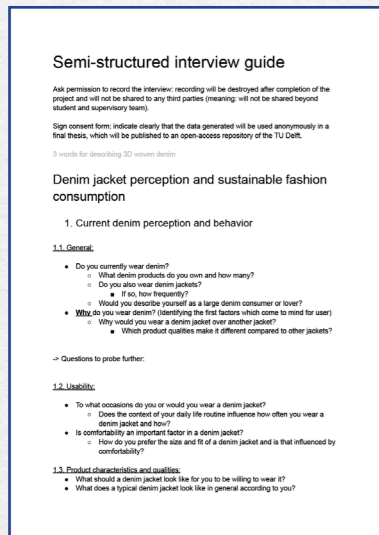 Semi-structured interview guide
Ask permission to record the interview: recording will be destroyed after completion of the
project and will not be shared to any third parties (meaning: will not be shared beyond
student and supervisory team).
Sign consent form: indicate clearly that the data generated will be used anonymously in a
final thesis, which will be published to an open-access repository of the TU Delft.
3 words for describing 3D woven denim
Denim jacket perception and sustainable fashion
consumption
1. Current denim perception and behavior
1.1. General:
● Do you currently wear denim?
○ What denim products do you own and how many?
○ Do you also wear denim jackets?
■ If so, how frequently?
○ Would you describe yourself as a large denim consumer or lover?
● Why do you wear denim? (Identifying the first factors which come to mind for user)
○ Why would you wear a denim jacket over another jacket?
■ Which product qualities make it different compared to other jackets?
-> Questions to probe further:
1.2. Usability:
● To what occasions do you or would you wear a denim jacket?
○ Does the context of your daily life routine influence how often you wear a
denim jacket and how?
● Is comfortability an important factor in a denim jacket?
○ How do you prefer the size and fit of a denim jacket and is that influenced by
comfortability?
1.3. Product characteristics and qualities:
● What should a denim jacket look like for you to be willing to wear it?
● What does a typical denim jacket look like in general according to you?